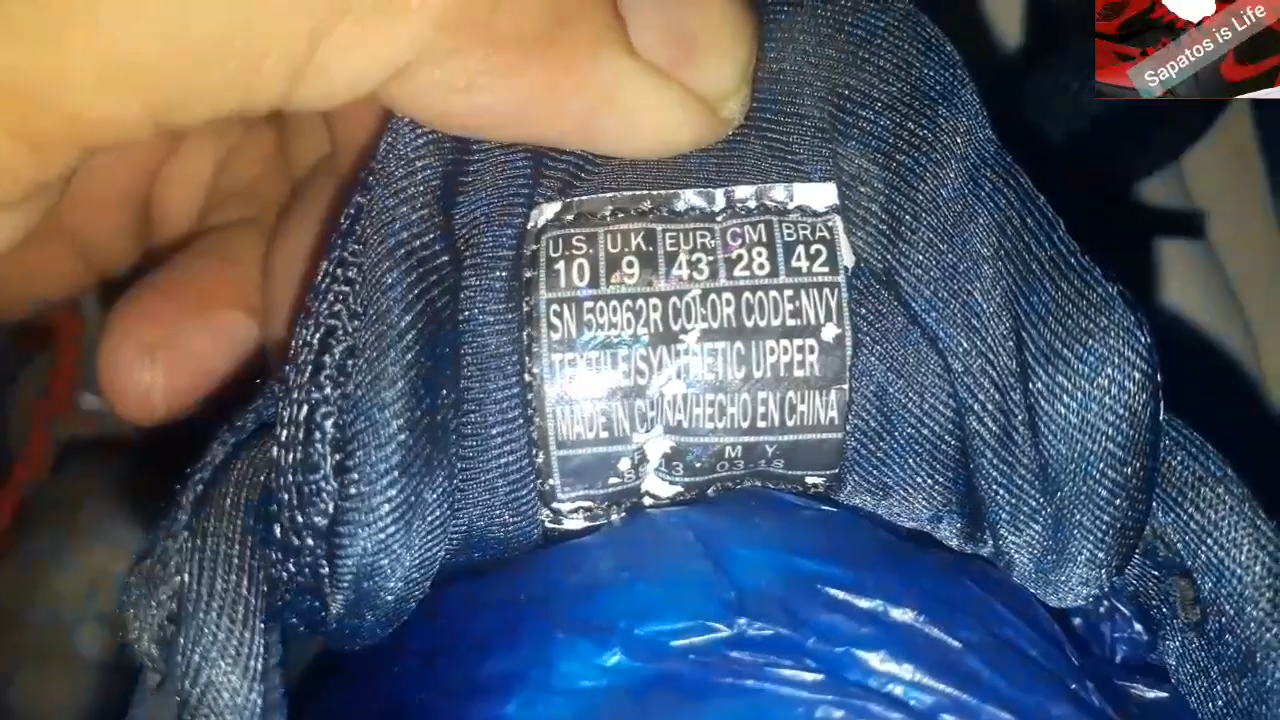 Sapatos is Life
U.S. U.K. EUR. CM BRA
10 9 43 28 42
SN 59962R COLOR CODE:NVY
TEXTILE/SYNTHETIC UPPER
MADE IN CHINA/HECHO EN CHINA
M Y